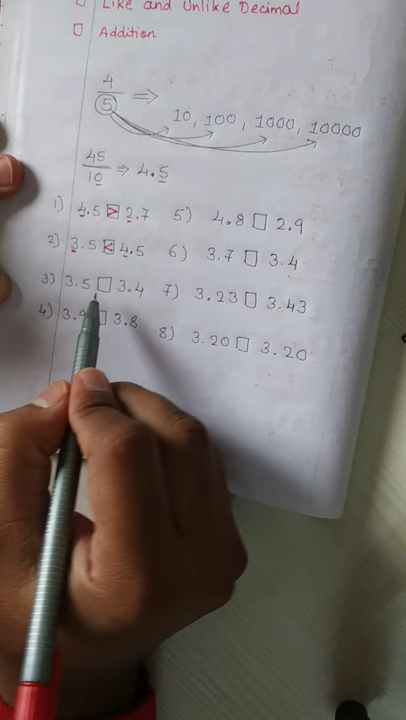 Like and Unlike Decimal
Addition
4/5 ⇒ 10, 100, 1000, 10000
45/10 ⇒ 4.5
1) 4.5 > 2.7 5) 4.8 □ 2.9
2) 3.5 < 4.5 6) 3.7 □ 3.4
3) 3.5 □ 3.4 7) 3.23 □ 3.43
4) 3.9 □ 3.8 8) 3.20 □ 3.20